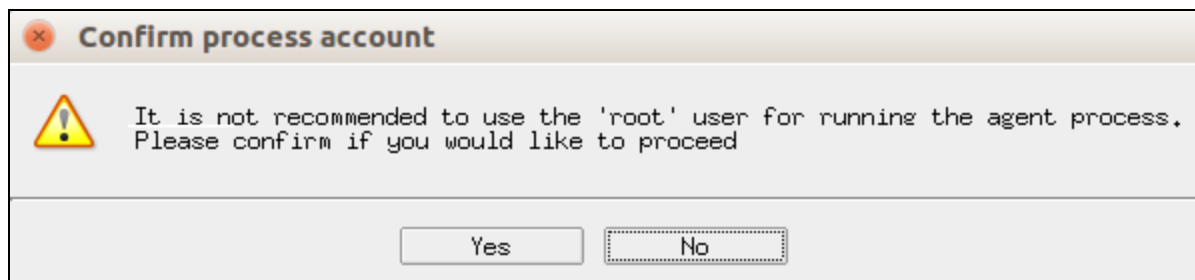 Confirm process account
It is not recommended to use the 'root' user for running the agent process.
Please confirm if you would like to proceed
Yes
No